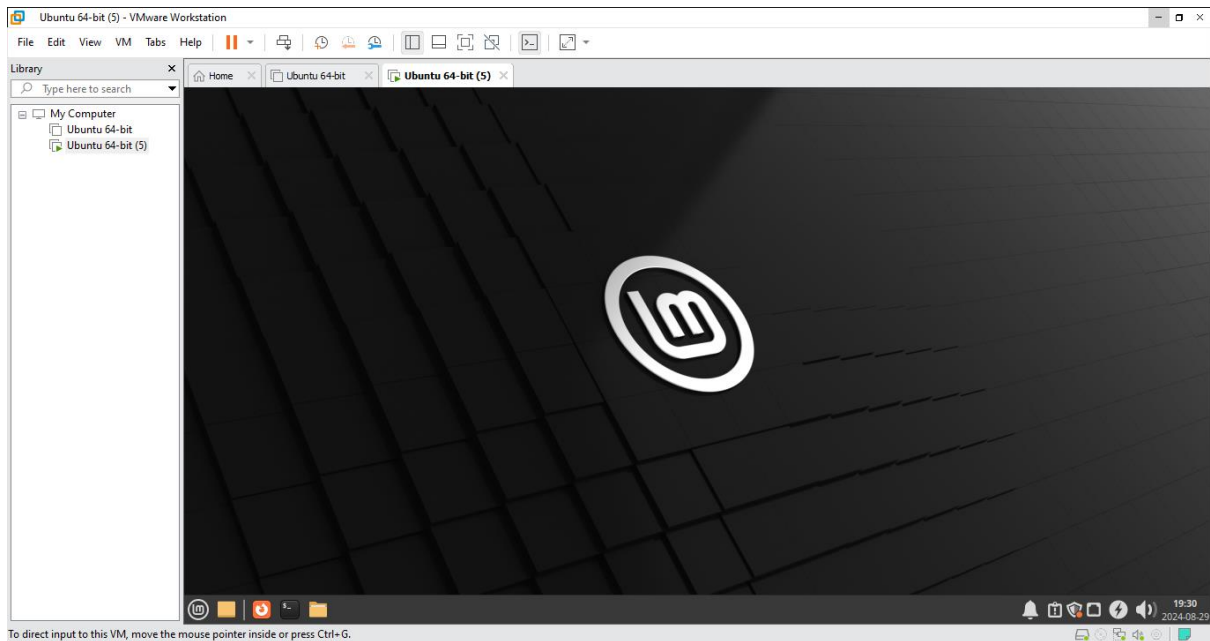 Ubuntu 64-bit (5) - VMware Workstation
File Edit View VM Tabs Help
Library
Type here to search
My Computer
Ubuntu 64-bit
Ubuntu 64-bit (5)
Home
Ubuntu 64-bit
Ubuntu 64-bit (5)
lm
19:30
2024-08-29
To direct input to this VM, move the mouse pointer inside or press Ctrl+G.